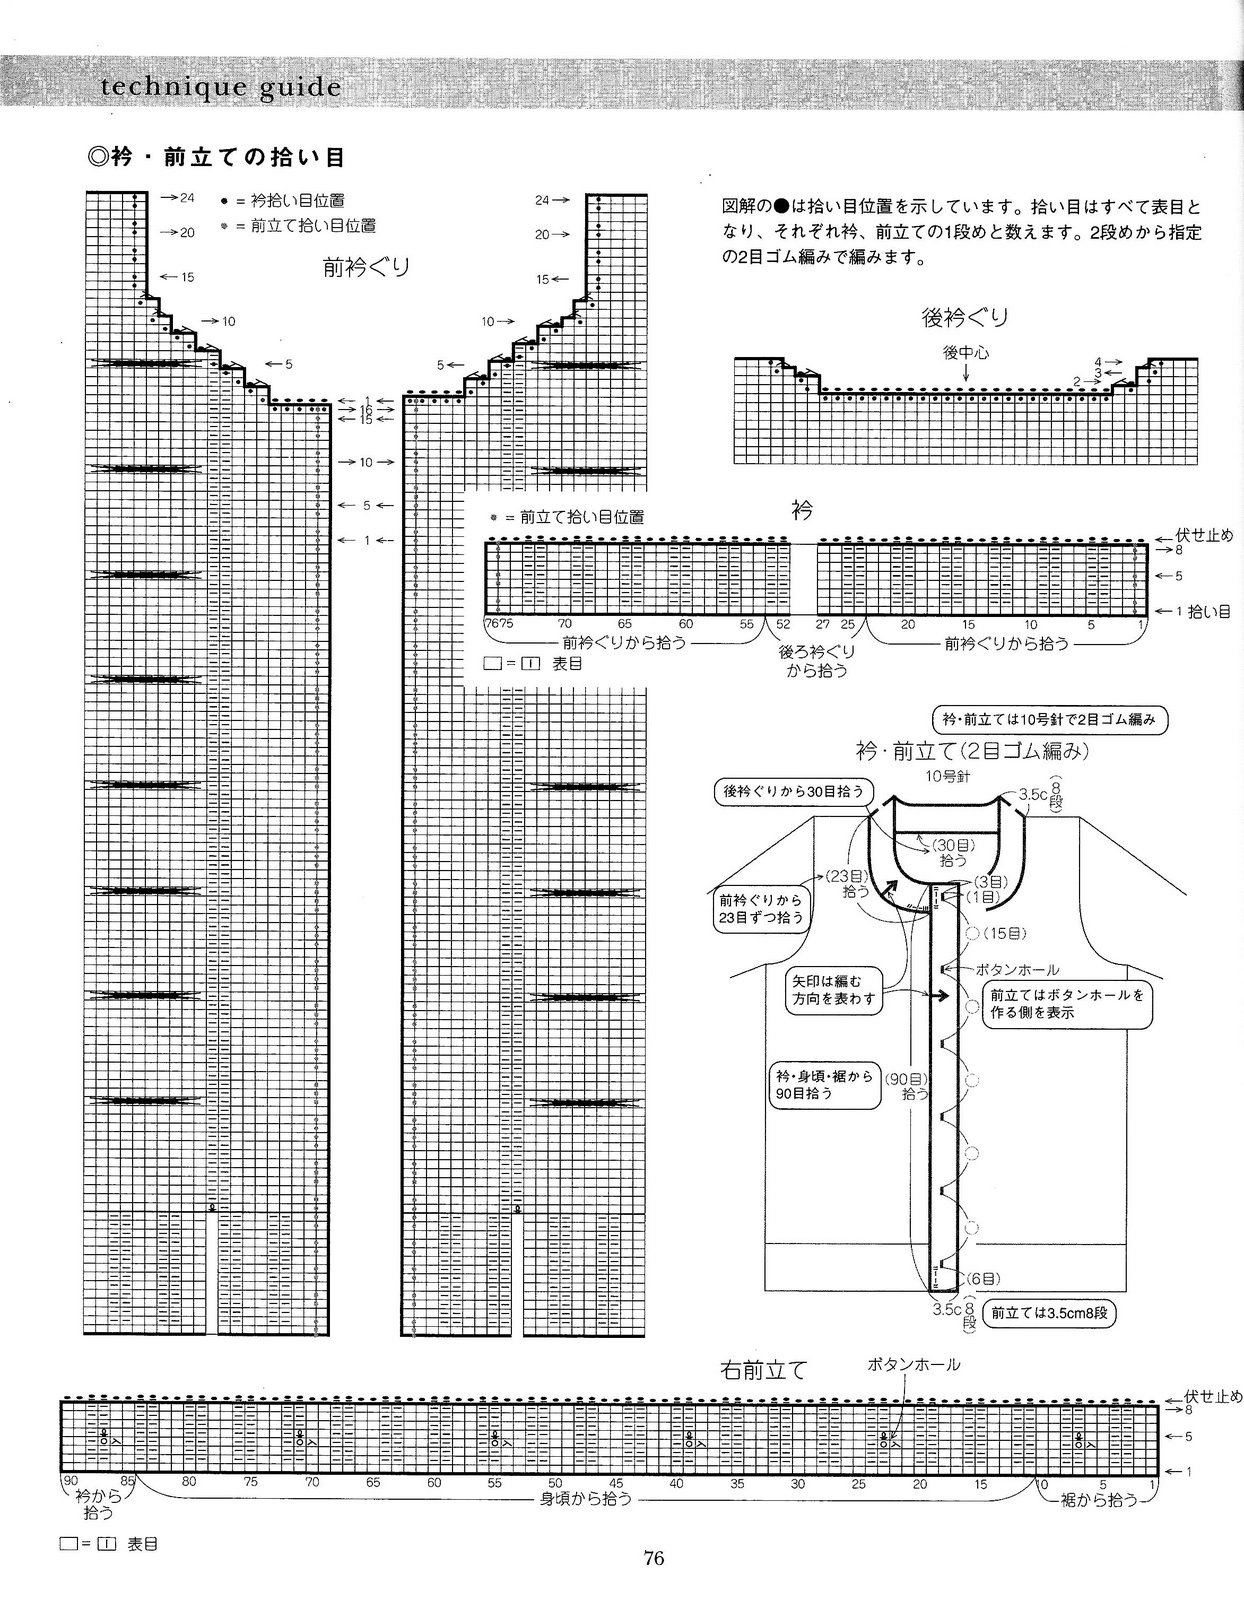 technique guide
◎衿・前立ての拾い目
→24
→20
←15
→10
←5
● = 衿拾い目位置
● = 前立て拾い目位置
前衿ぐり
24→
20→
15←
10→
5←
← 1 ←
→16→
←15←
→10→
← 5 ←
← 1 ←
図解の●は拾い目位置を示しています。拾い目はすべて表目と
なり、それぞれ衿、前立ての1段めと数えます。2段めから指定
の2目ゴム編みで編みます。
後衿ぐり
後中心
4→
3←
2→
衿
● = 前立て拾い目位置
←伏せ止め
→8
←5
←1 拾い目
76 75 70 65 60 55 52 27 25 20 15 10 5 1
前衿ぐりから拾う
後ろ衿ぐり
から拾う
前衿ぐりから拾う
□=|1| 表目
衿・前立ては10号針で2目ゴム編み
衿・前立て(2目ゴム編み)
10号針
後衿ぐりから30目拾う
3.5c(8段)
(30目)
拾う
(23目)
拾う
(3目)
(1目)
前衿ぐりから
23目ずつ拾う
(15目)
ボタンホール
矢印は編む
方向を表わす
前立てはボタンホールを
作る側を表示
衿・身頃・裾から
90目拾う
(90目)
拾う
(6目)
3.5c(8段)
前立ては3.5cm8段
右前立て
ボタンホール
←伏せ止め
→8
←5
←1
90 85 80 75 70 65 60 55 50 45 40 35 30 25 20 15 10 5 1
衿から
拾う
身頃から拾う
裾から拾う
□=|1| 表目
76